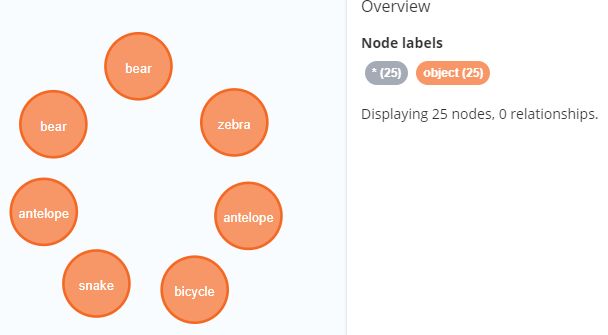 bear
bear
zebra
antelope
antelope
snake
bicycle
Overview
Node labels
* (25) object (25)
Displaying 25 nodes, 0 relationships.